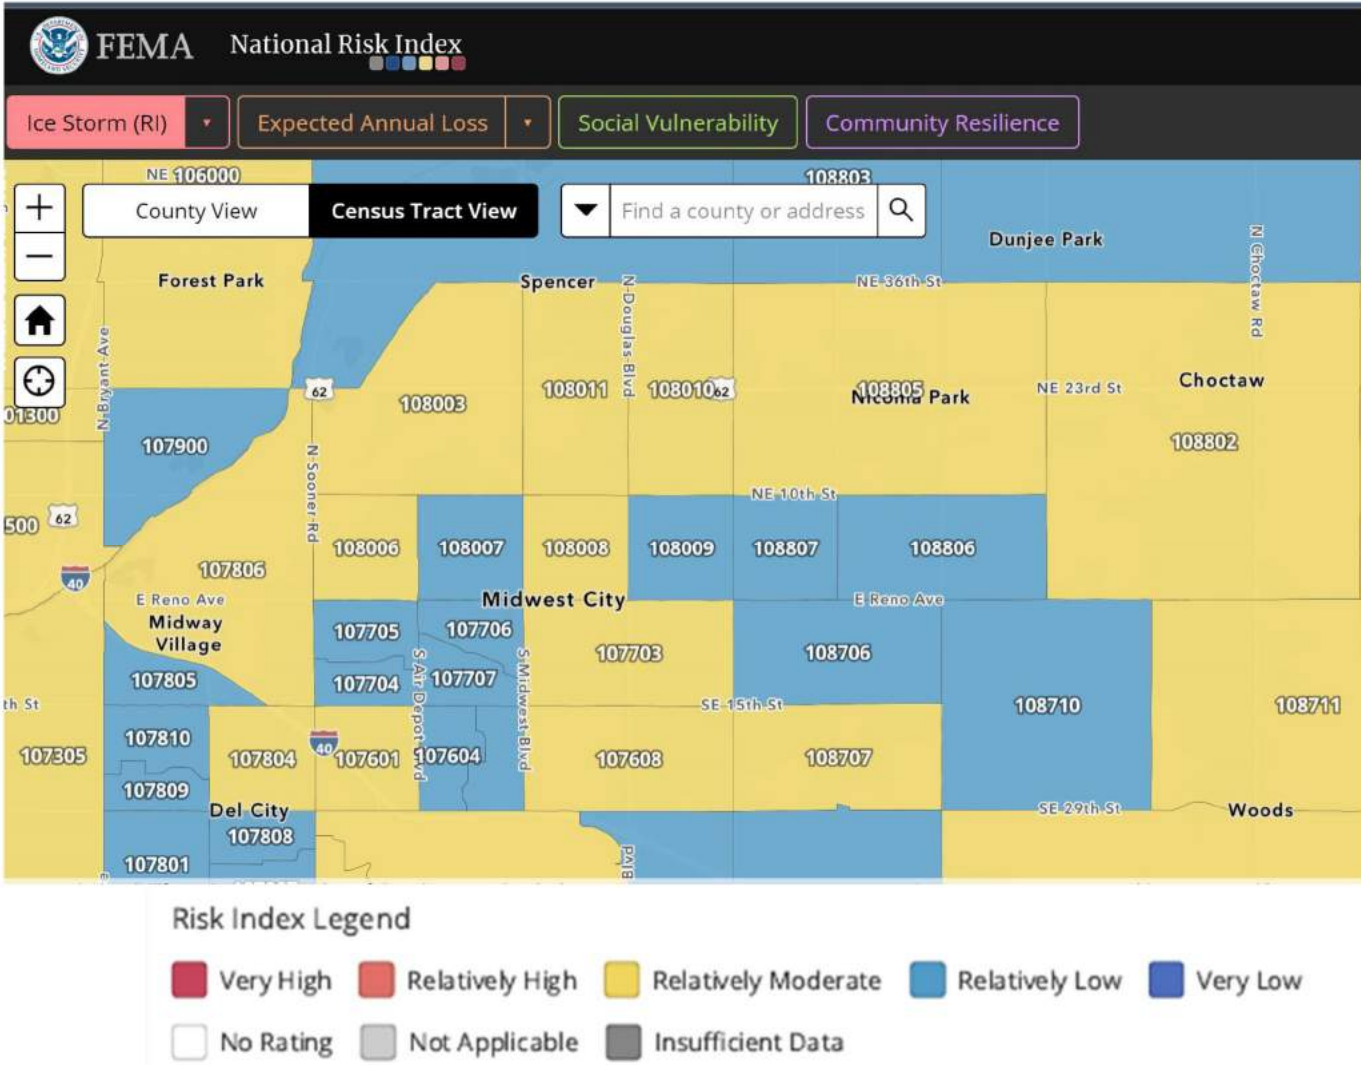 FEMA National Risk Index
Ice Storm (RI) Expected Annual Loss Social Vulnerability Community Resilience
NE 106000 108803
County View Census Tract View Find a county or address
Dunjee Park
N Choctaw Rd
Forest Park Spencer NE 36th St
N Douglas Blvd
N Bryant Ave
62 108011 108010 62 108805 NE 23rd St Choctaw
108003 Nicoma Park
01300
107900 108802
N Sooner Rd
NE 10th St
500 62
108006 108007 108008 108009 108807 108806
107806
40
E Reno Ave Midwest City E Reno Ave
Midway
Village
107705 107706
107703 108706
107805 107704 107707
S Air Depot Blvd S Midwest Blvd
th St SE 15th St 108710 108711
107810
107305 107804 40 107601 107604 107608 108707
107809
Del City SE 29th St Woods
107808
107801
Blvd
Risk Index Legend
Very High Relatively High Relatively Moderate Relatively Low Very Low
No Rating Not Applicable Insufficient Data